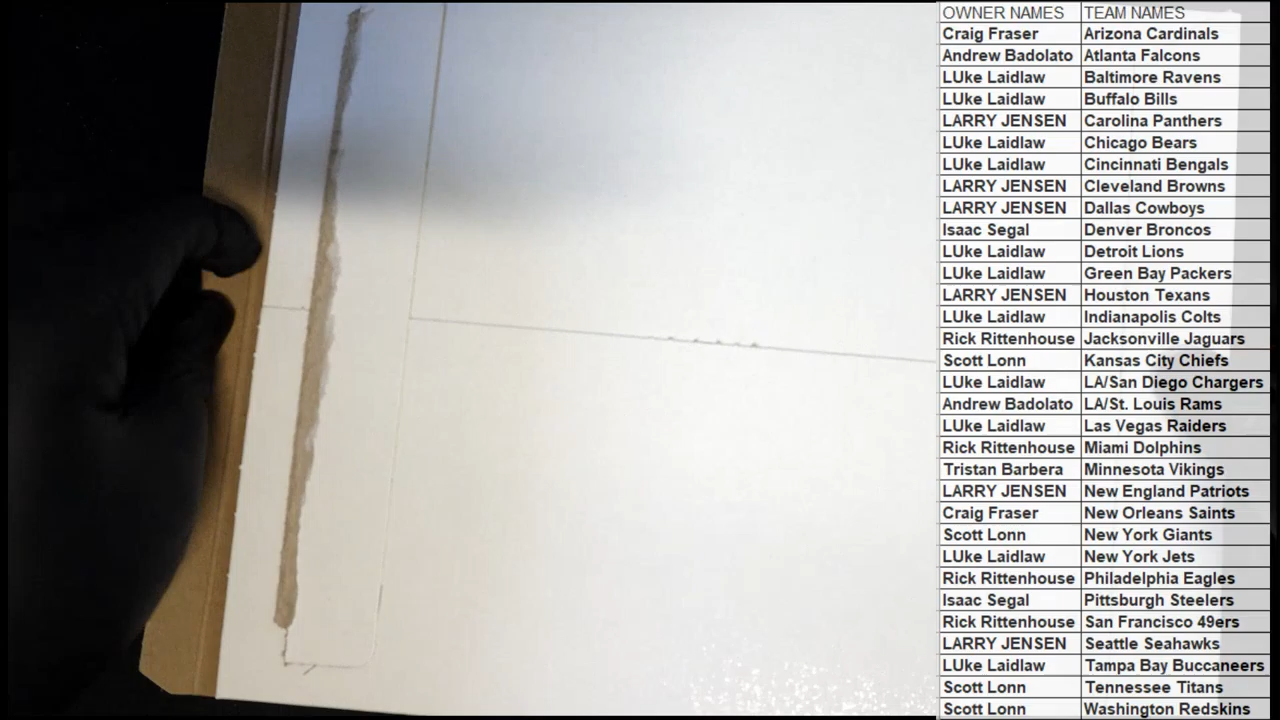 OWNER NAMES TEAM NAMES
Craig Fraser Arizona Cardinals
Andrew Badolato Atlanta Falcons
LUke Laidlaw Baltimore Ravens
LUke Laidlaw Buffalo Bills
LARRY JENSEN Carolina Panthers
LUke Laidlaw Chicago Bears
LUke Laidlaw Cincinnati Bengals
LARRY JENSEN Cleveland Browns
LARRY JENSEN Dallas Cowboys
Isaac Segal Denver Broncos
LUke Laidlaw Detroit Lions
LUke Laidlaw Green Bay Packers
LARRY JENSEN Houston Texans
LUke Laidlaw Indianapolis Colts
Rick Rittenhouse Jacksonville Jaguars
Scott Lonn Kansas City Chiefs
LUke Laidlaw LA/San Diego Chargers
Andrew Badolato LA/St. Louis Rams
LUke Laidlaw Las Vegas Raiders
Rick Rittenhouse Miami Dolphins
Tristan Barbera Minnesota Vikings
LARRY JENSEN New England Patriots
Craig Fraser New Orleans Saints
Scott Lonn New York Giants
LUke Laidlaw New York Jets
Rick Rittenhouse Philadelphia Eagles
Isaac Segal Pittsburgh Steelers
Rick Rittenhouse San Francisco 49ers
LARRY JENSEN Seattle Seahawks
LUke Laidlaw Tampa Bay Buccaneers
Scott Lonn Tennessee Titans
Scott Lonn Washington Redskins